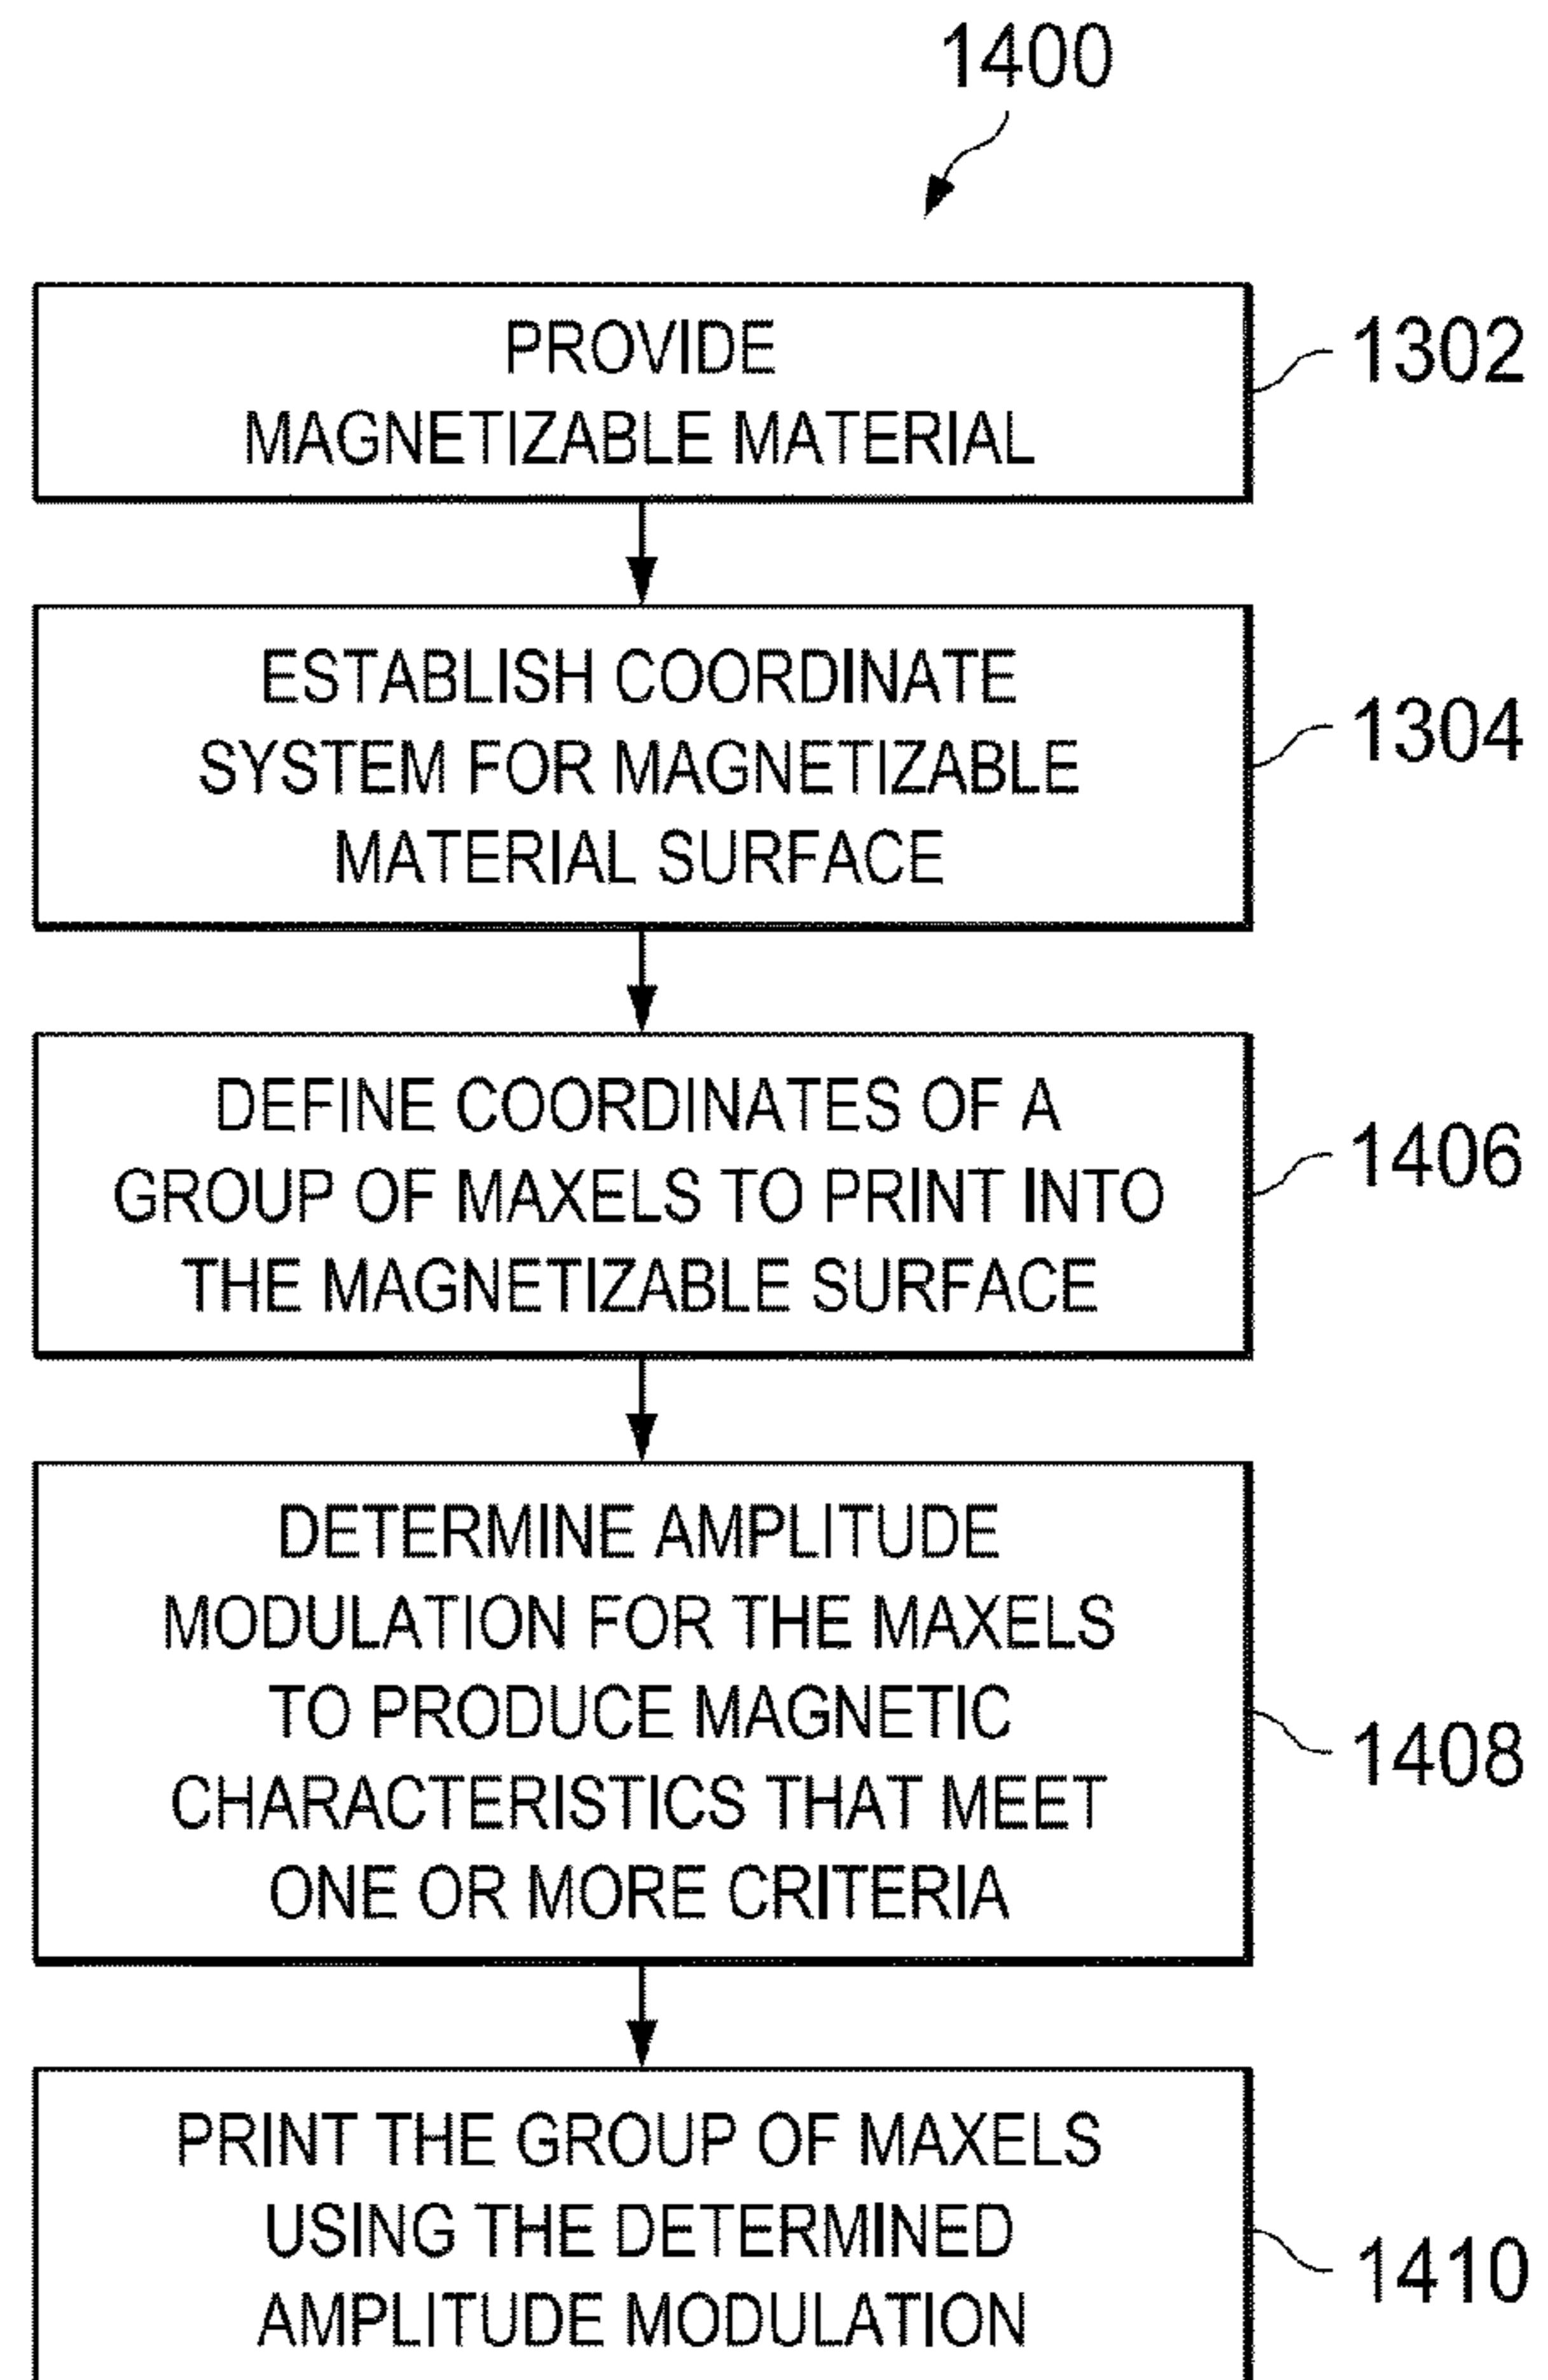 1400
PROVIDE
MAGNETIZABLE MATERIAL
1302
ESTABLISH COORDINATE
SYSTEM FOR MAGNETIZABLE
MATERIAL SURFACE
1304
DEFINE COORDINATES OF A
GROUP OF MAXELS TO PRINT INTO
THE MAGNETIZABLE SURFACE
1406
DETERMINE AMPLITUDE
MODULATION FOR THE MAXELS
TO PRODUCE MAGNETIC
CHARACTERISTICS THAT MEET
ONE OR MORE CRITERIA
1408
PRINT THE GROUP OF MAXELS
USING THE DETERMINED
AMPLITUDE MODULATION
1410